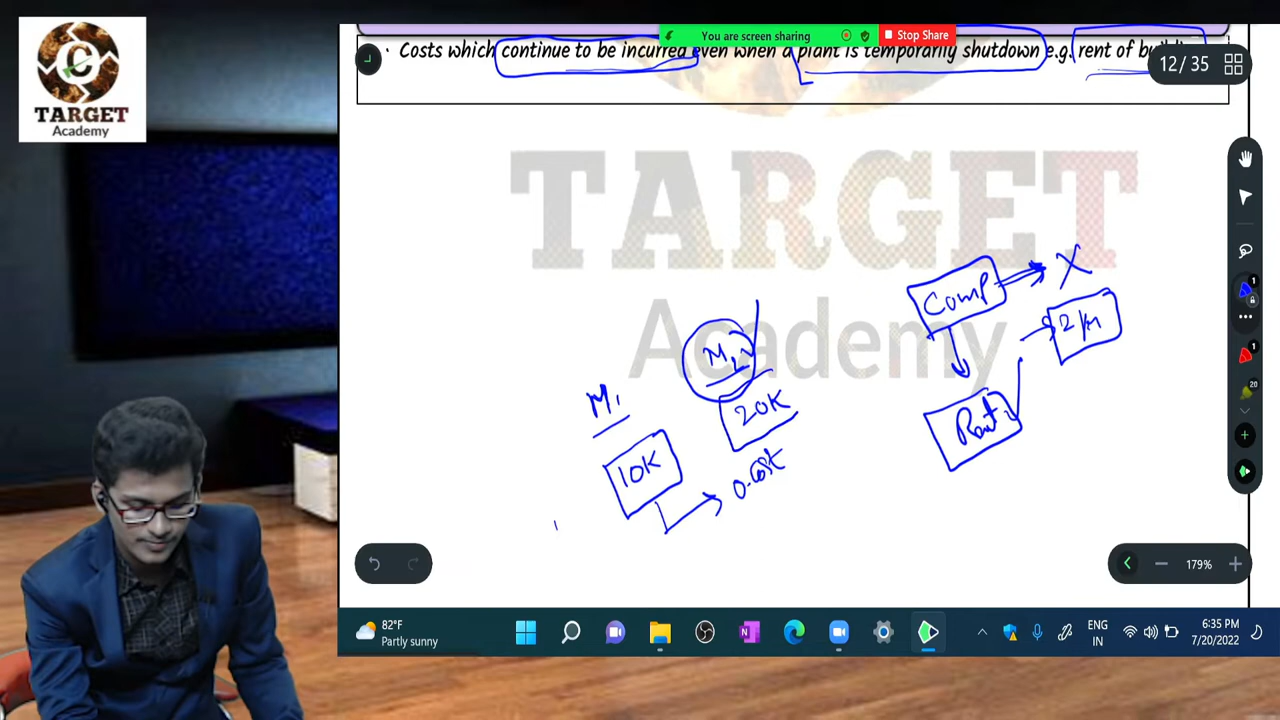 TARGET
Academy
You are screen sharing
Stop Share
· Costs which continue to be incurred even when a plant is temporarily shutdown e.g. rent of
12/ 35
TARGET
Academy
Comp X
2/M
M2
M1
20K
Rent
10K
O.Cost
179%
82°F
Partly sunny
ENG
IN
6:35 PM
7/20/2022